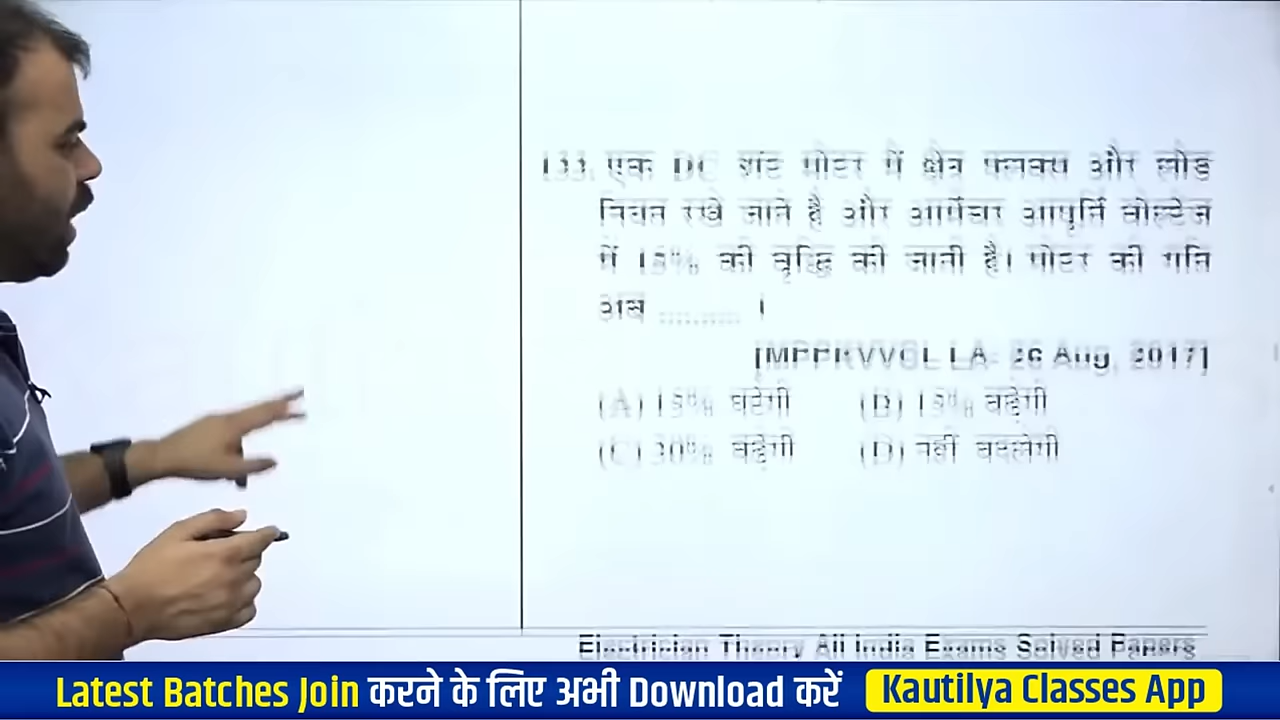 133. एक DC शंट मोटर में क्षेत्र फ्लक्स और लोड
नियत रखे जाते है और आर्मेचर आपूर्ति वोल्टेज
में 15% की वृद्धि की जाती है। मोटर की गति
अब .......... ।
[MPPKVVCL LA- 26 Aug, 2017]
(A) 15% घटेगी (B) 15% बढ़ेगी
(C) 30% बढ़ेगी (D) नहीं बदलेगी
Electrician Theory All India Exams Solved Papers
Latest Batches Join करने के लिए अभी Download करें Kautilya Classes App